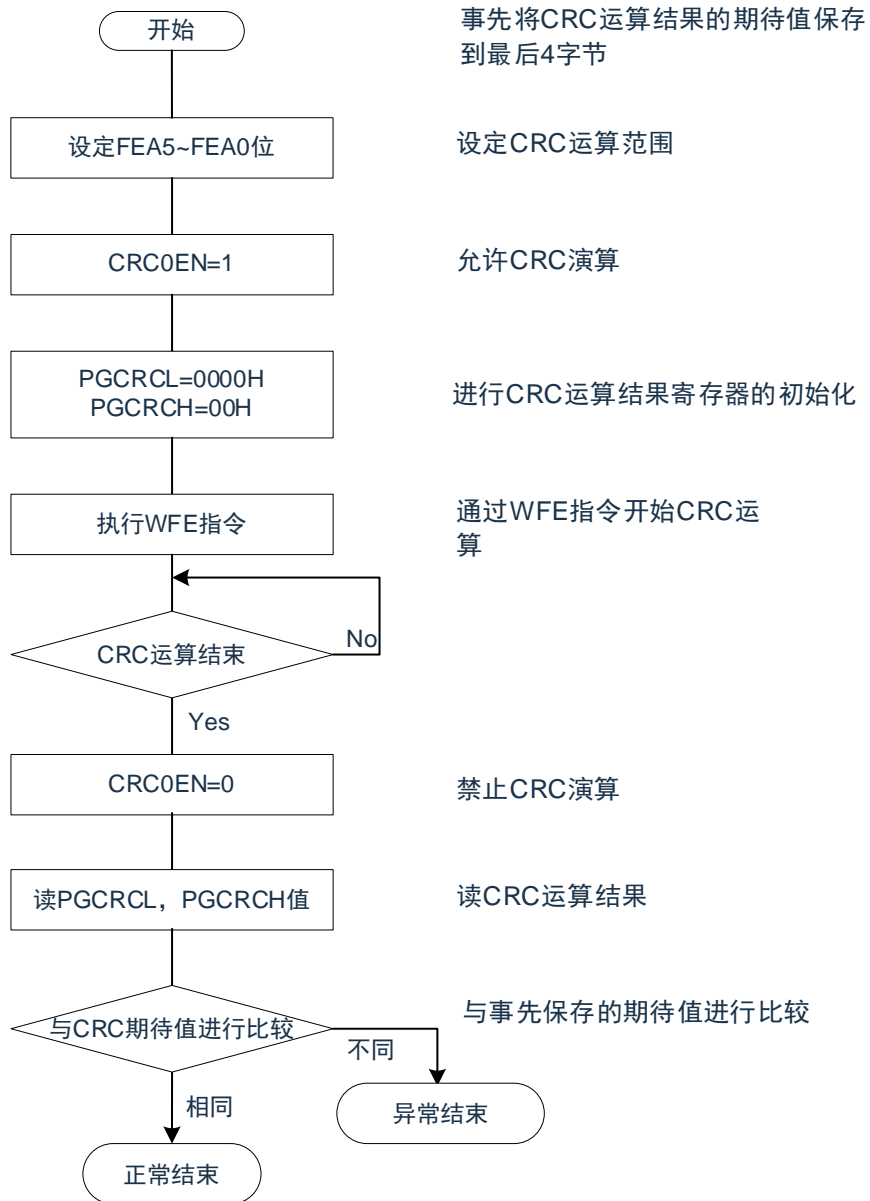 开始
事先将CRC运算结果的期待值保存
到最后4字节
设定FEA5~FEA0位
设定CRC运算范围
CRC0EN=1
允许CRC演算
PGCRCL=0000H
PGCRCH=00H
进行CRC运算结果寄存器的初始化
执行WFE指令
通过WFE指令开始CRC运
算
No
CRC运算结束
Yes
CRC0EN=0
禁止CRC演算
读PGCRCL，PGCRCH值
读CRC运算结果
与CRC期待值进行比较
与事先保存的期待值进行比较
不同
相同
异常结束
正常结束